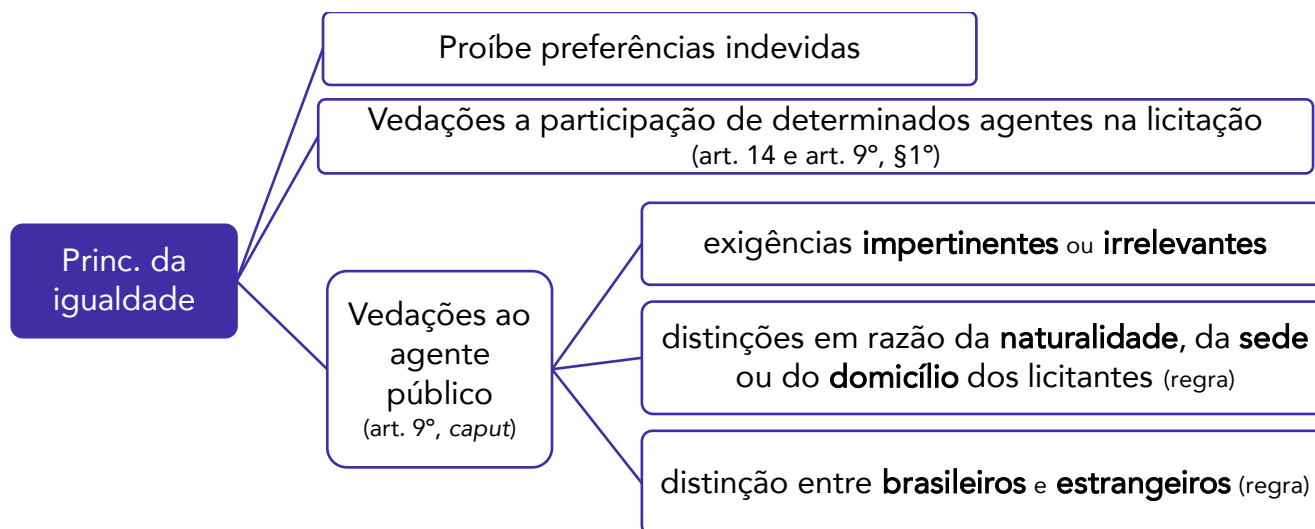 Proíbe preferências indevidas
Vedações a participação de determinados agentes na licitação
(art. 14 e art. 9º, §1º)
Princ. da
igualdade
Vedações ao
agente
público
(art. 9º, caput)
exigências impertinentes ou irrelevantes
distinções em razão da naturalidade, da sede
ou do domicílio dos licitantes (regra)
distinção entre brasileiros e estrangeiros (regra)